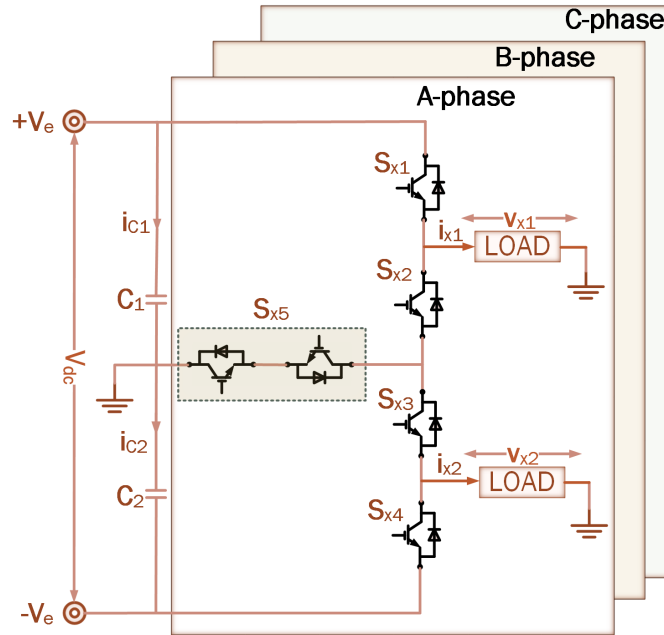 C-phase
B-phase
A-phase
+Ve
Sx1
iC1
ix1
vx1
LOAD
Sx2
C1
Sx5
Vdc
Sx3
iC2
ix2
vx2
LOAD
C2
Sx4
-Ve